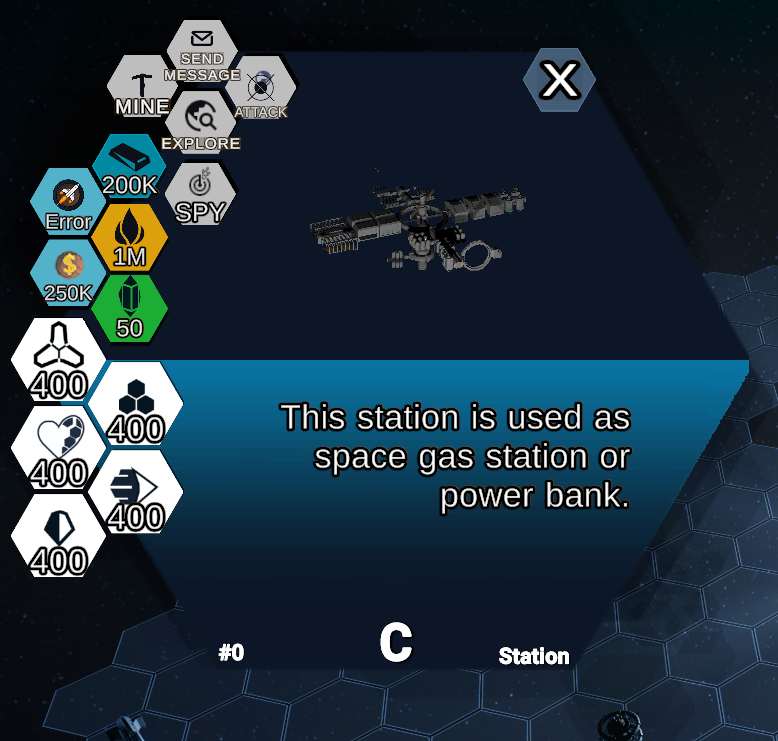 SEND
MESSAGE
MINE
ATTACK
EXPLORE
X
200K
SPY
Error
1M
250K
50
400
400
400
400
400
This station is used as
space gas station or
power bank.
#0
C
Station